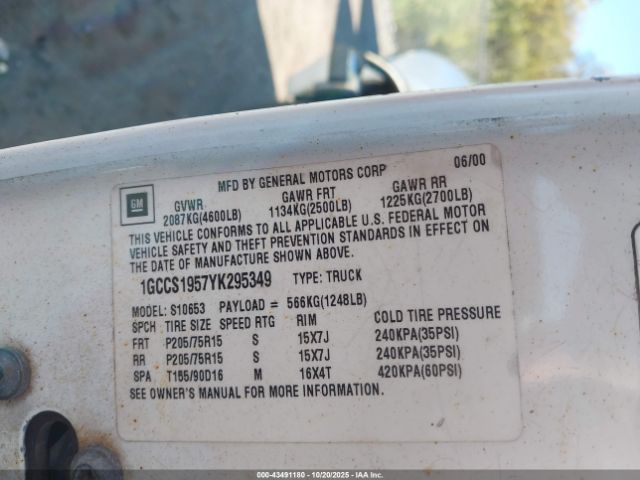 MFD BY GENERAL MOTORS CORP 06/00
GM
GVWR GAWR FRT GAWR RR
2087KG(4600LB) 1134KG(2500LB) 1225KG(2700LB)
THIS VEHICLE CONFORMS TO ALL APPLICABLE U.S. FEDERAL MOTOR
VEHICLE SAFETY AND THEFT PREVENTION STANDARDS IN EFFECT ON
THE DATE OF MANUFACTURE SHOWN ABOVE.
1GCCS1957YK295349 TYPE: TRUCK
MODEL: S10653 PAYLOAD = 566KG(1248LB)
SPCH TIRE SIZE SPEED RTG RIM COLD TIRE PRESSURE
FRT P205/75R15 S 15X7J 240KPA(35PSI)
RR P205/75R15 S 15X7J 240KPA(35PSI)
SPA T155/90D16 M 16X4T 420KPA(60PSI)
SEE OWNER'S MANUAL FOR MORE INFORMATION.
000-43491180 - 10/20/2025 - IAAI.COM